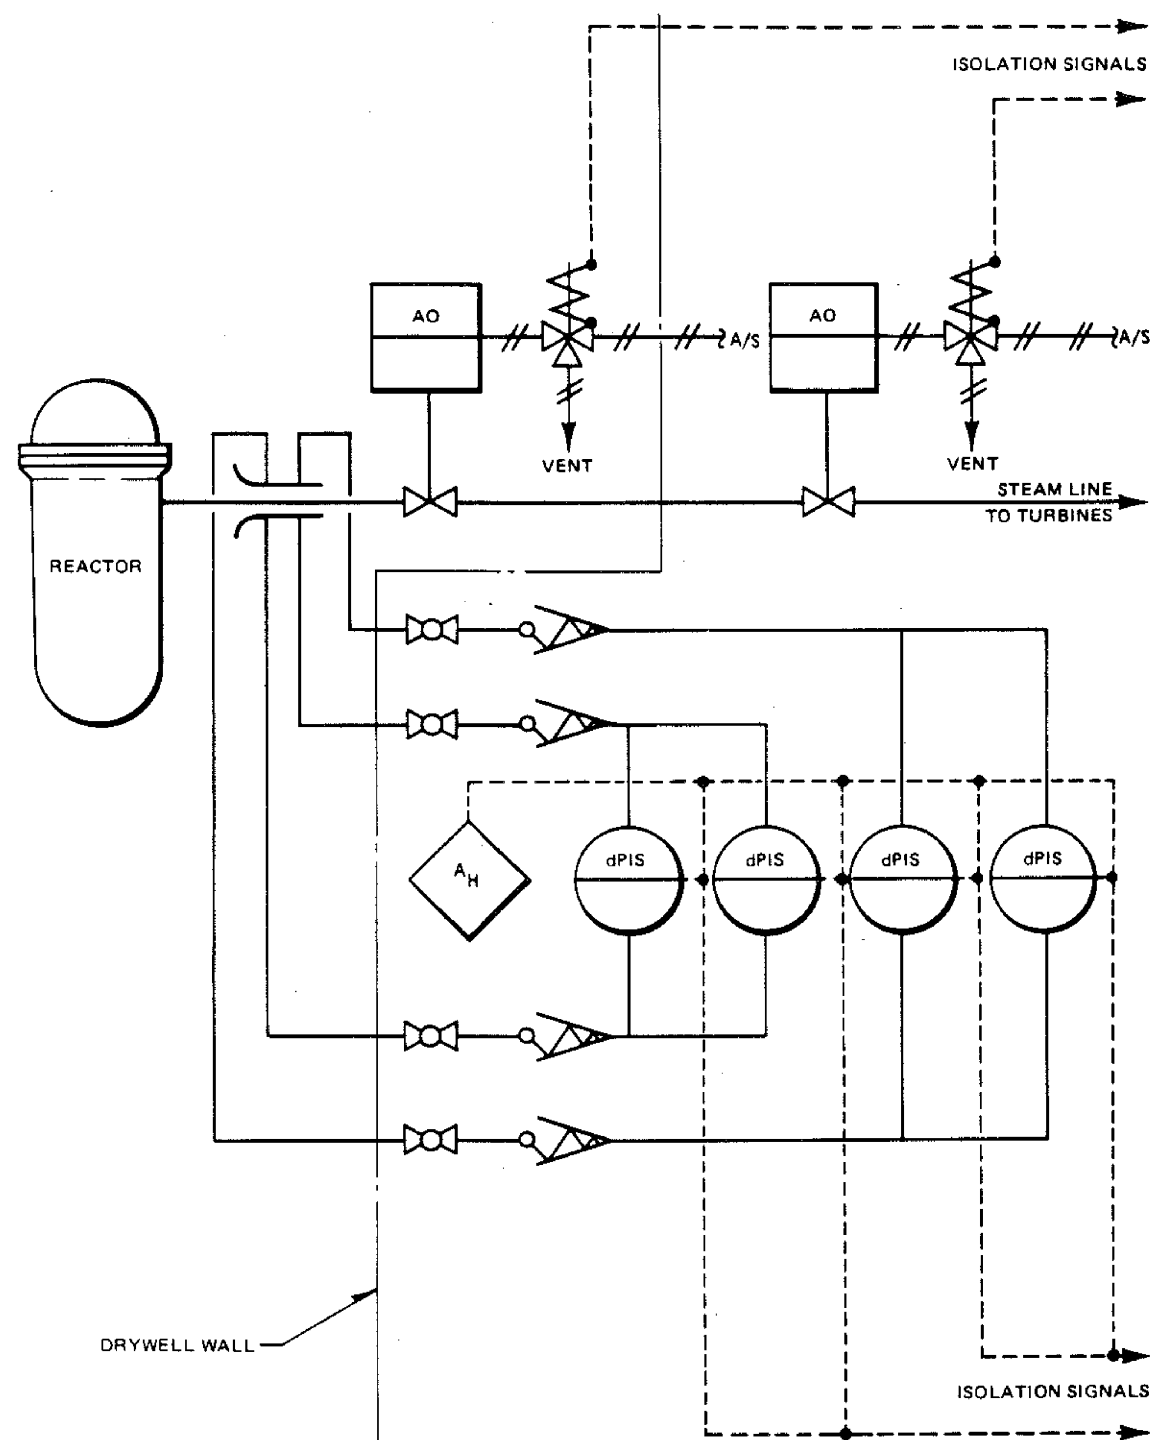 ISOLATION SIGNALS
AO
AO
A/S
A/S
VENT
VENT
STEAM LINE
TO TURBINES
REACTOR
dPIS
dPIS
dPIS
dPIS
AH
DRYWELL WALL
ISOLATION SIGNALS